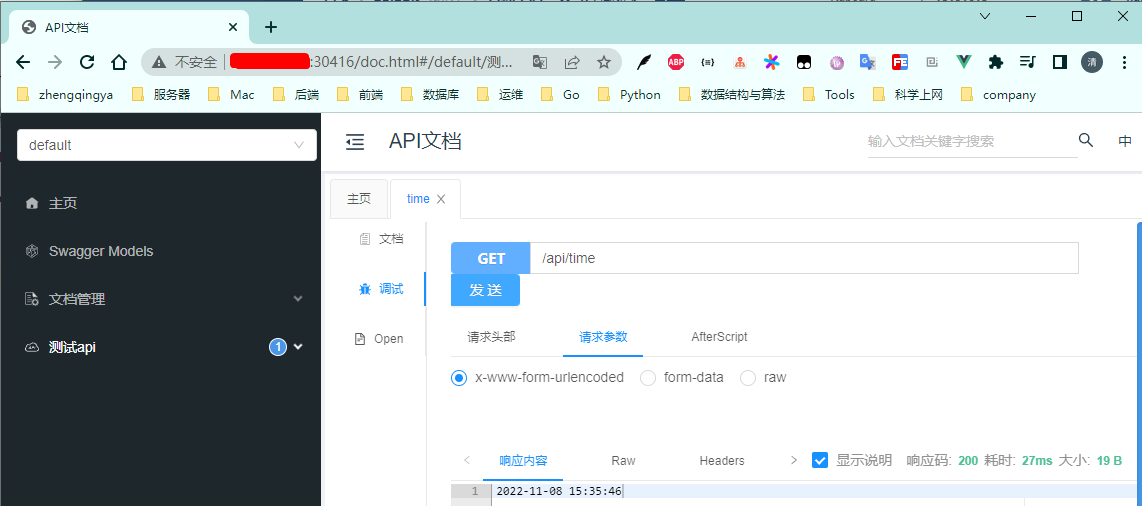 API文档
不安全 :30416/doc.html#/default/测... ABP FE 清
zhengqingya 服务器 Mac 后端 前端 数据库 运维 Go Python 数据结构与算法 Tools 科学上网 company
default API文档 输入文档关键字搜索 中
主页 time
主页
Swagger Models
文档管理
测试api 1
文档
调试
Open
GET /api/time
发 送
请求头部 请求参数 AfterScript
x-www-form-urlencoded form-data raw
响应内容 Raw Headers 显示说明 响应码: 200 耗时: 27ms 大小: 19 B
1 2022-11-08 15:35:46